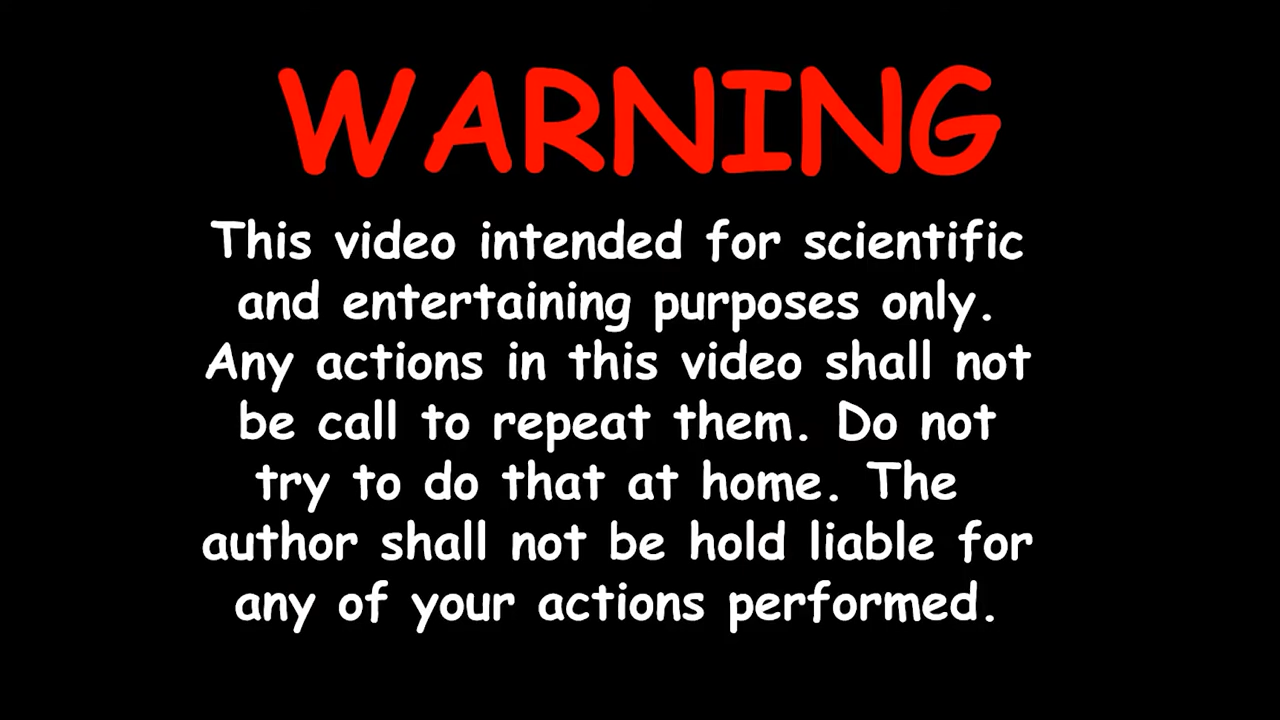 WARNING
This video intended for scientific
and entertaining purposes only.
Any actions in this video shall not
be call to repeat them. Do not
try to do that at home. The
author shall not be hold liable for
any of your actions performed.